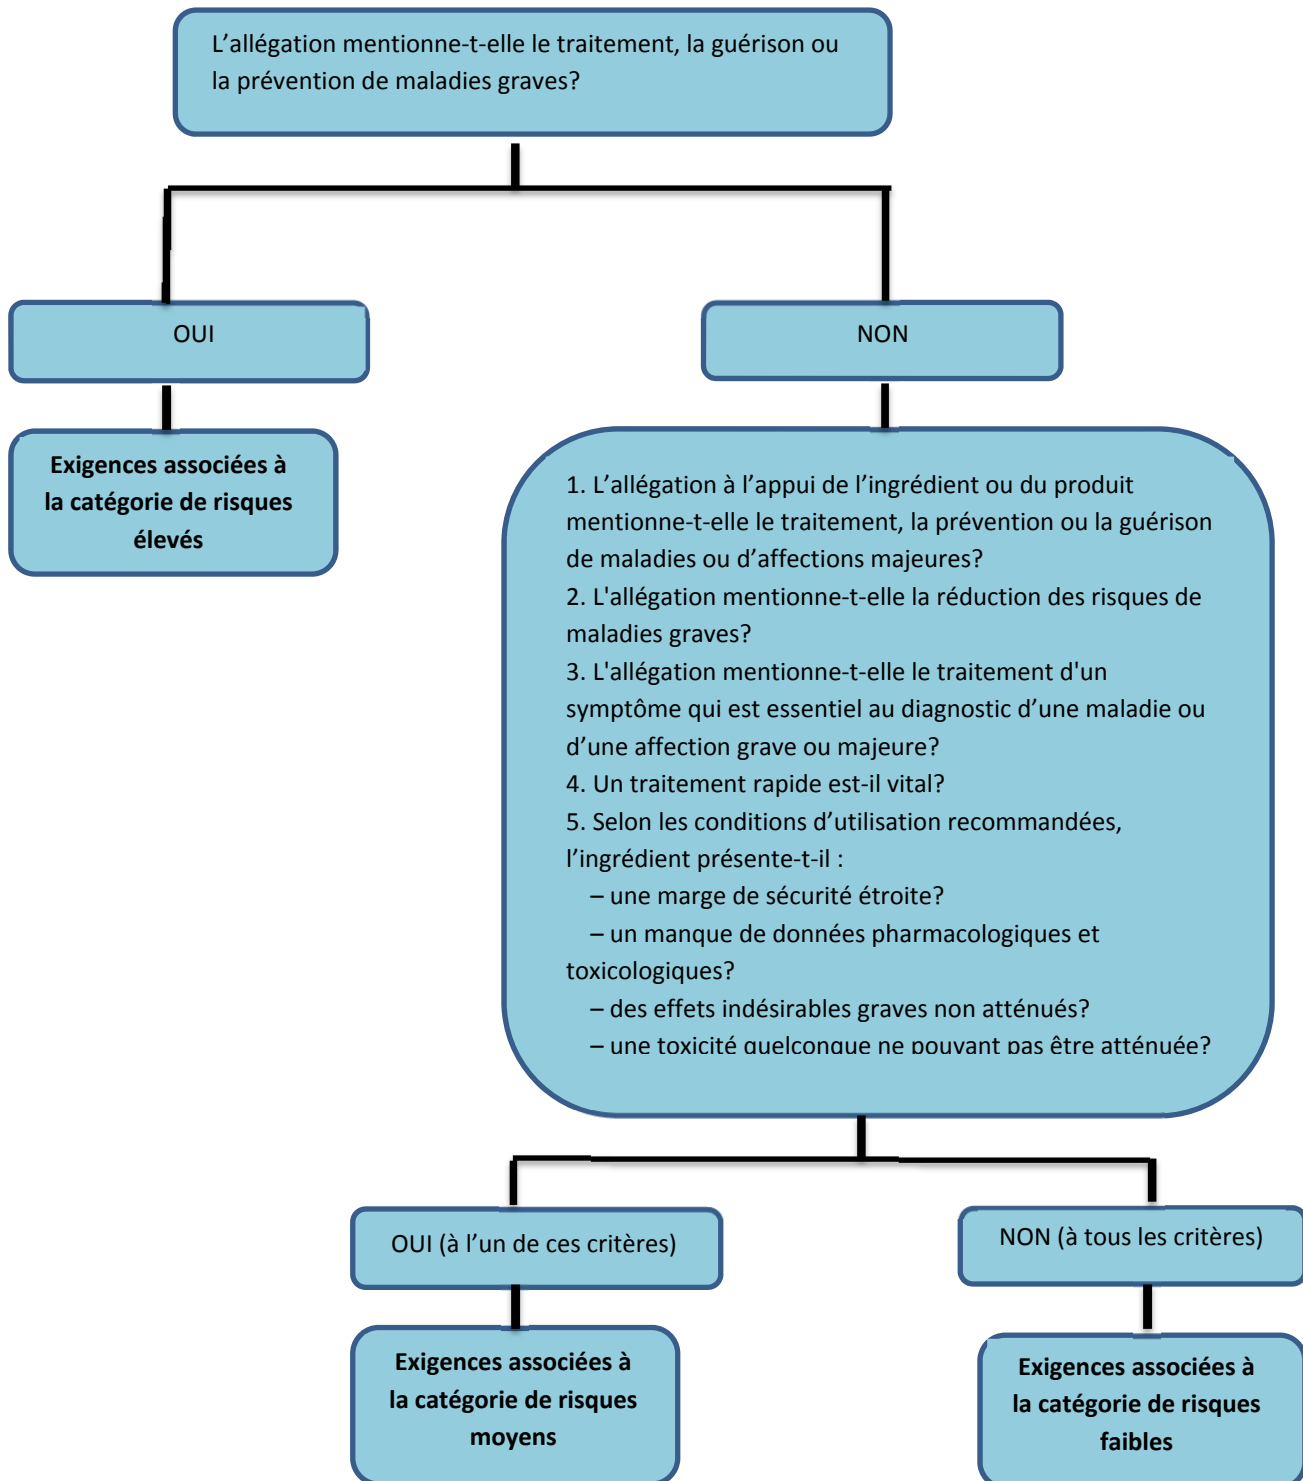 L’allégation mentionne-t-elle le traitement, la guérison ou
la prévention de maladies graves?
OUI
NON
Exigences associées à
la catégorie de risques
élevés
1. L’allégation à l’appui de l’ingrédient ou du produit
mentionne-t-elle le traitement, la prévention ou la guérison
de maladies ou d’affections majeures?
2. L'allégation mentionne-t-elle la réduction des risques de
maladies graves?
3. L'allégation mentionne-t-elle le traitement d'un
symptôme qui est essentiel au diagnostic d’une maladie ou
d’une affection grave ou majeure?
4. Un traitement rapide est-il vital?
5. Selon les conditions d’utilisation recommandées,
l’ingrédient présente-t-il :
– une marge de sécurité étroite?
– un manque de données pharmacologiques et
toxicologiques?
– des effets indésirables graves non atténués?
– une toxicité quelconque ne pouvant pas être atténuée?
OUI (à l’un de ces critères)
NON (à tous les critères)
Exigences associées à
la catégorie de risques
moyens
Exigences associées à
la catégorie de risques
faibles